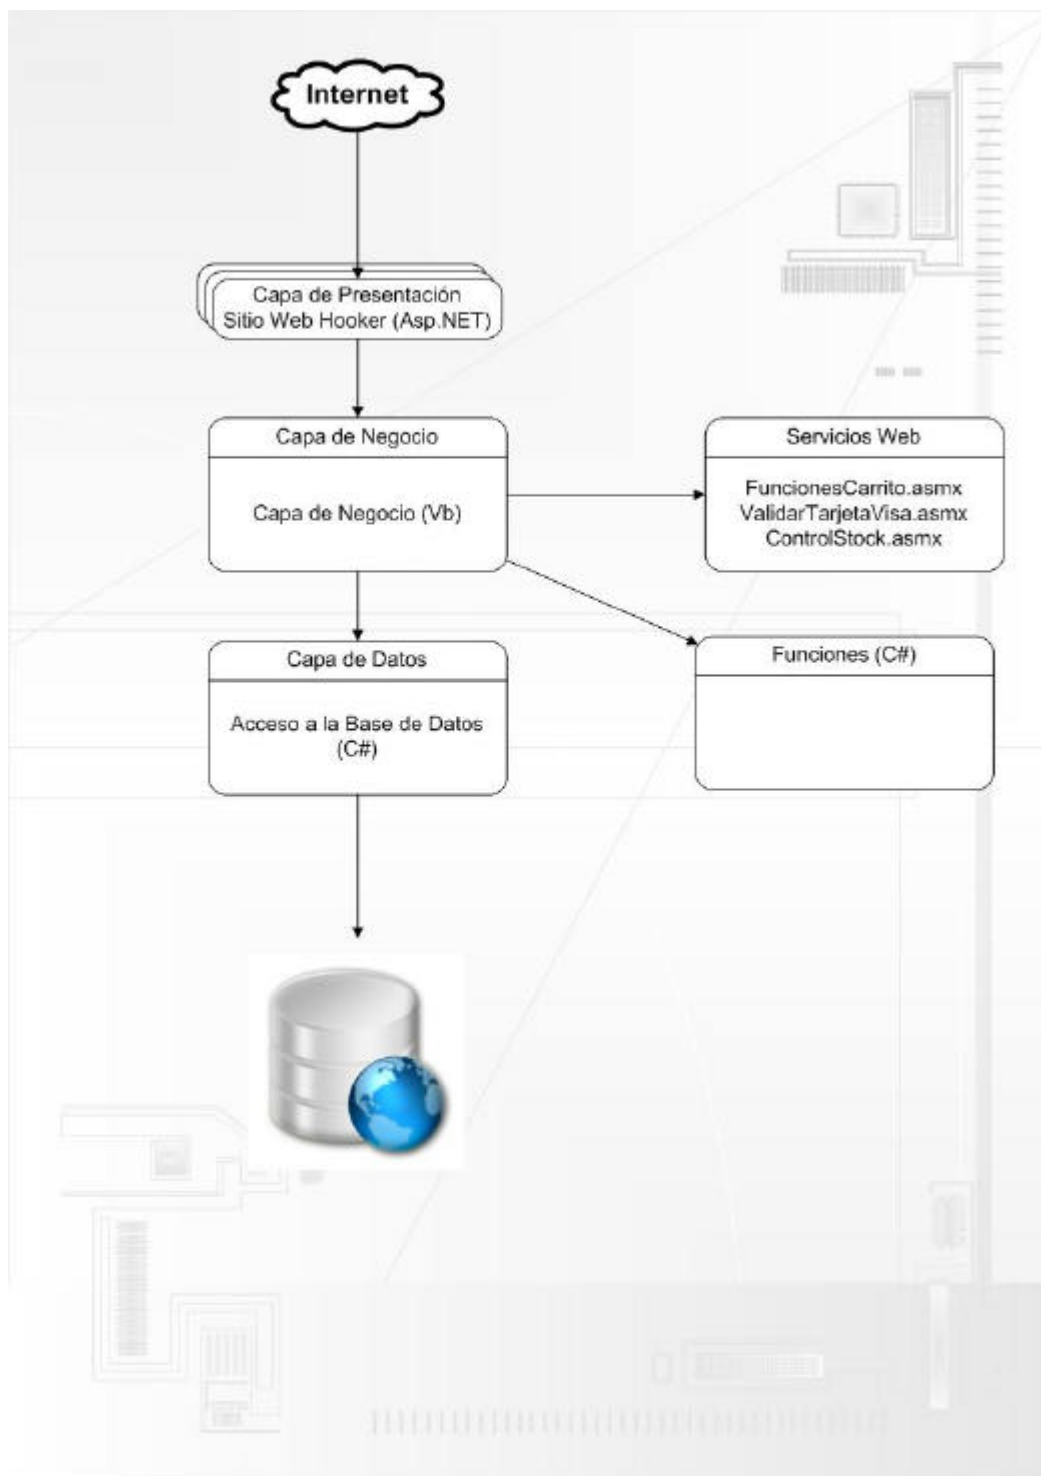 Internet
Capa de Presentación
Sitio Web Hooker (Asp.NET)
Capa de Negocio
Capa de Negocio (Vb)
Servicios Web
FuncionesCarrito.asmx
ValidarTarjetaVisa.asmx
ControlStock.asmx
Capa de Datos
Acceso a la Base de Datos
(C#)
Funciones (C#)